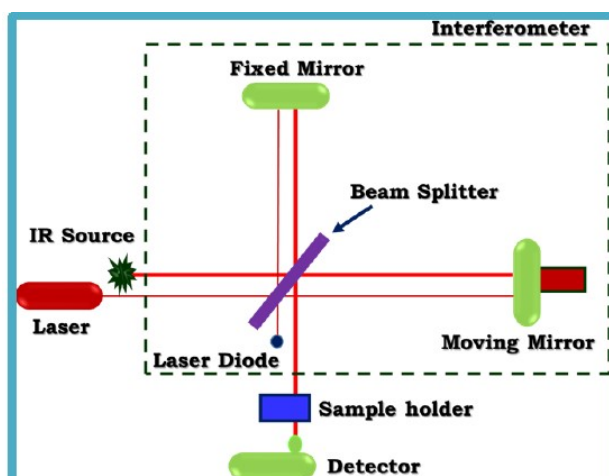 Interferometer
Fixed Mirror
Beam Splitter
IR Source
Laser
Laser Diode
Moving Mirror
Sample holder
Detector